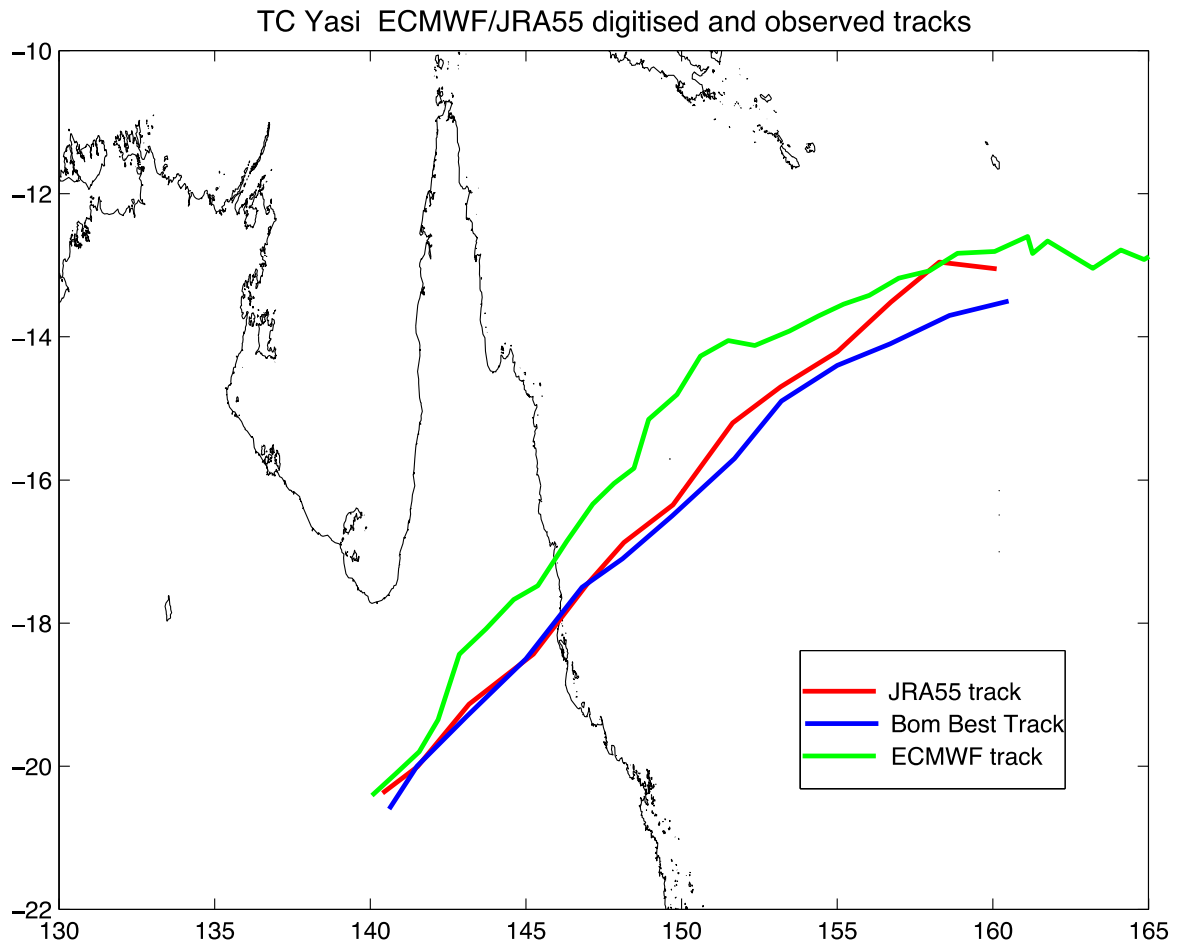 TC Yasi  ECMWF/JRA55 digitised and observed tracks
−10
−12
−14
−16
−18
−20
−22
JRA55 track
Bom Best Track
ECMWF track
130 135 140 145 150 155 160 165